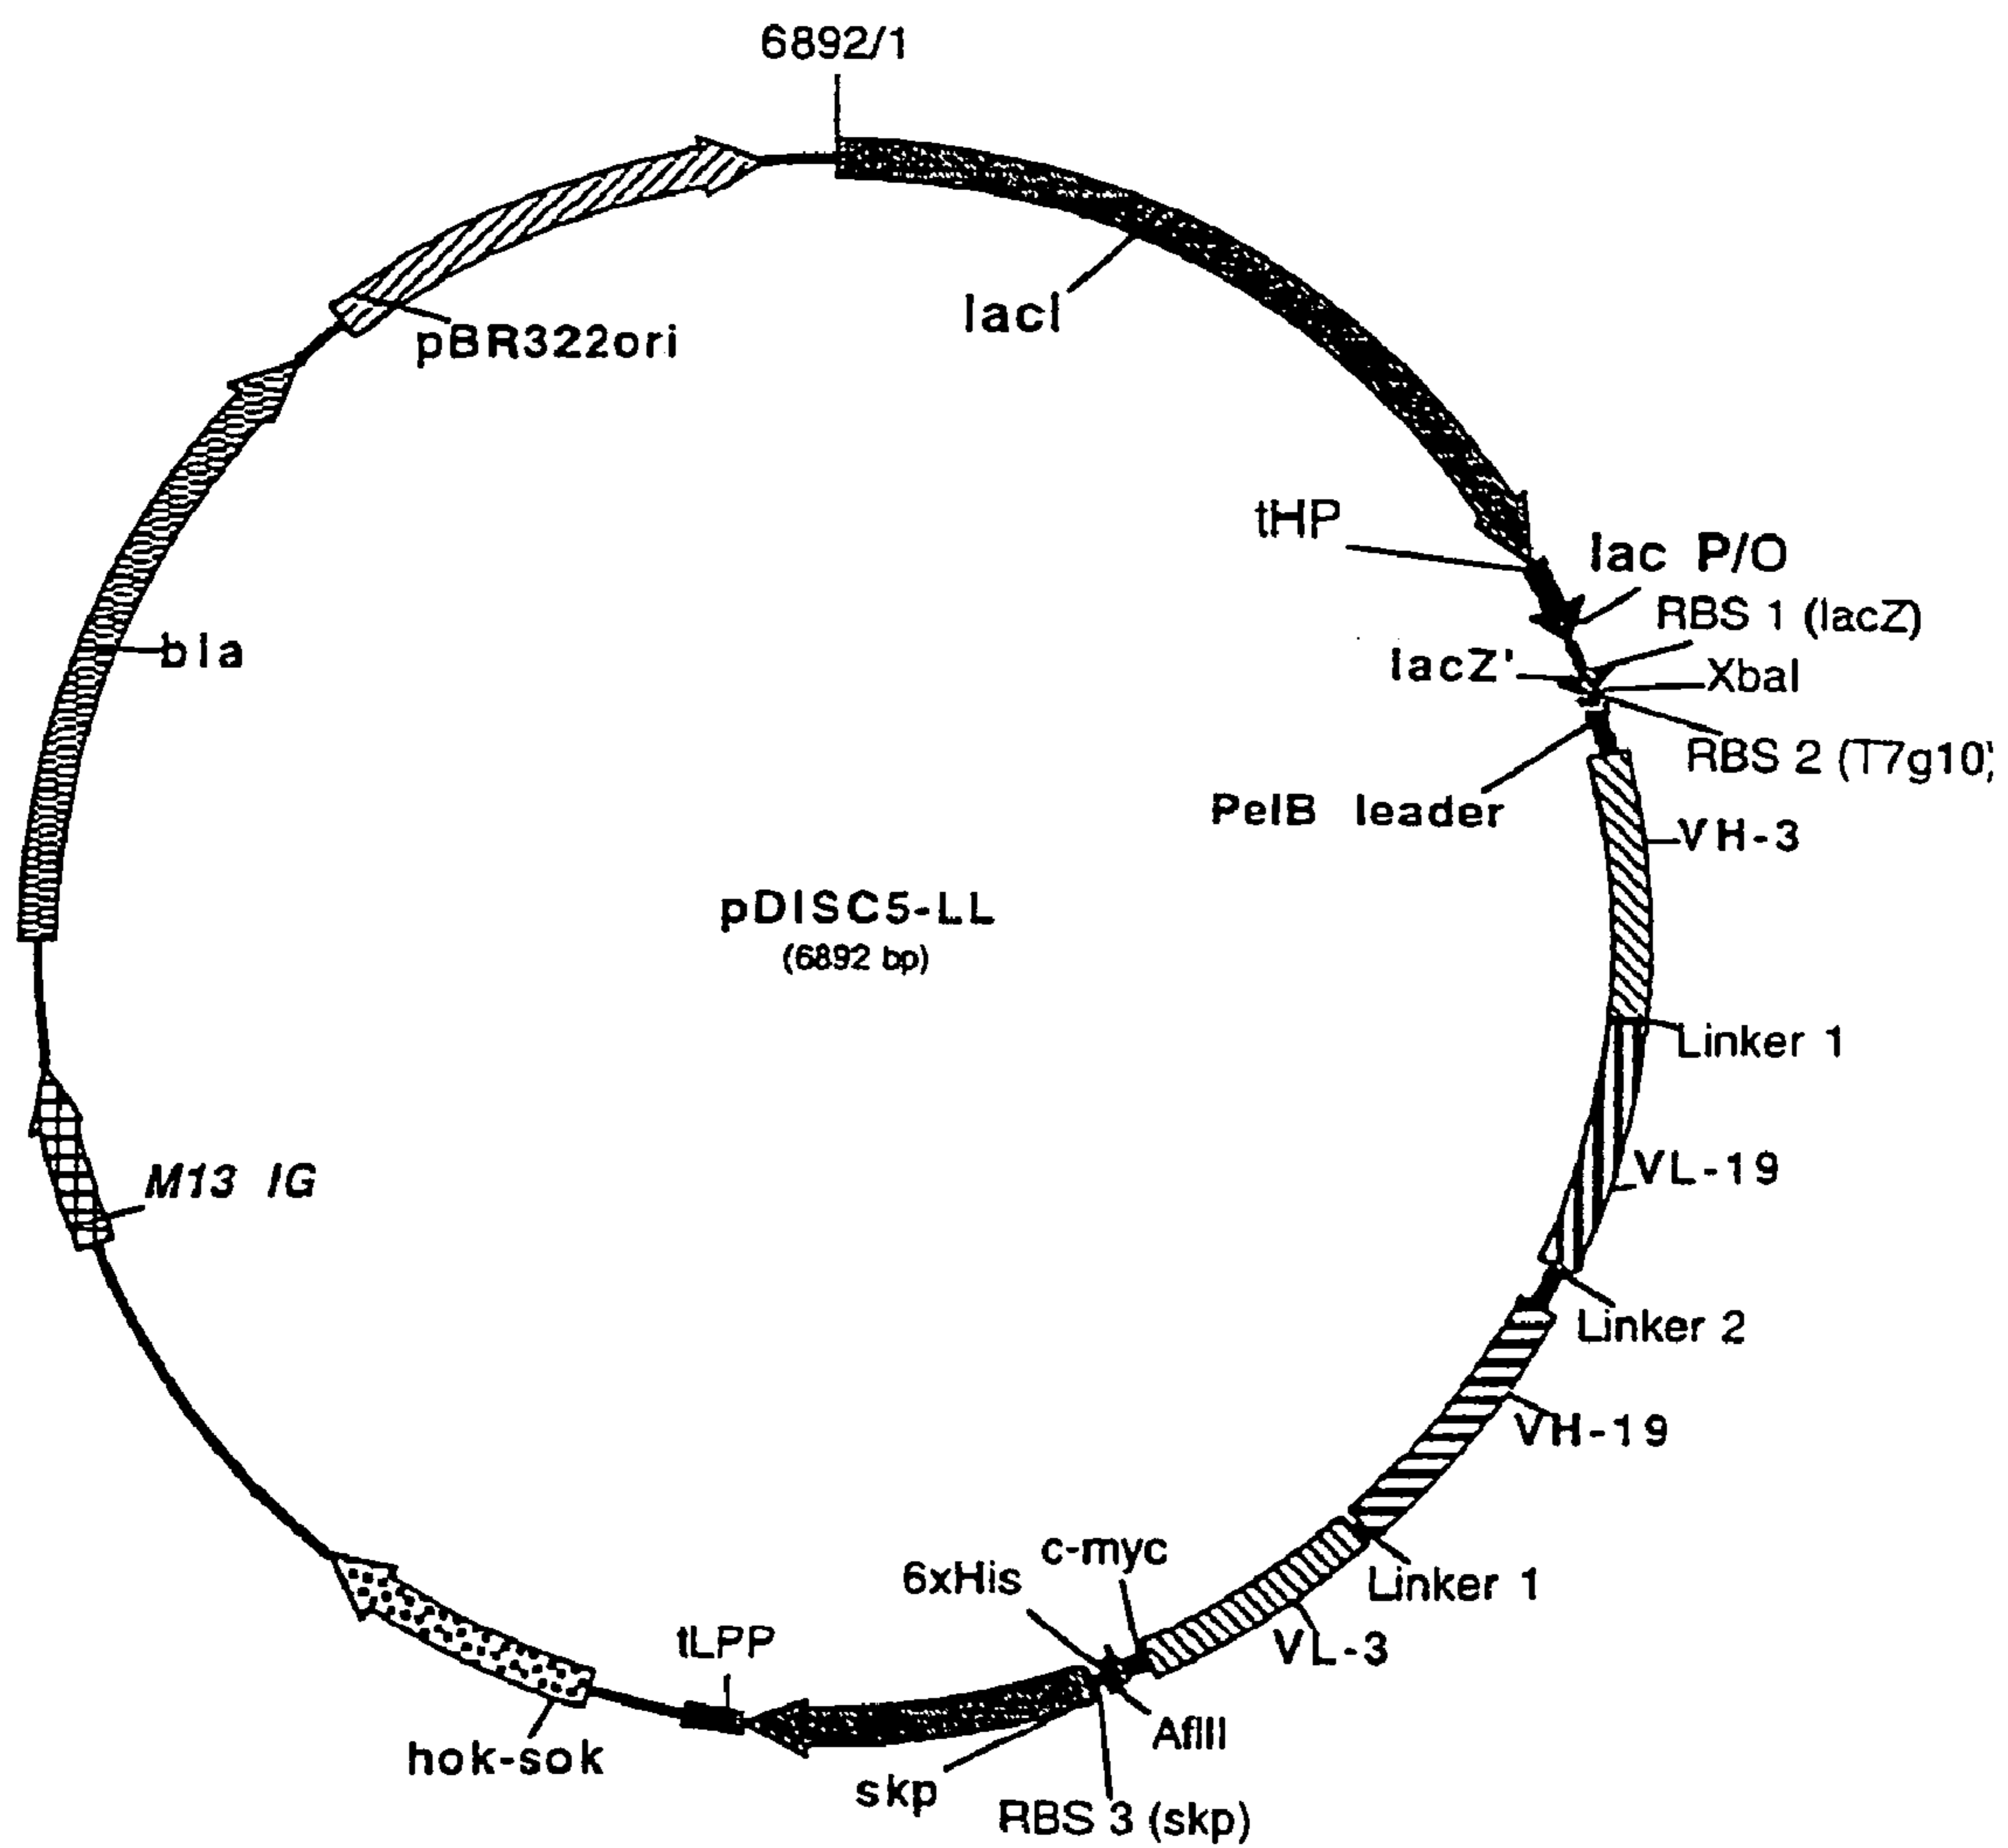 6892/1
lacI
pBR322ori
tHP
lac P/O
RBS 1 (lacZ)
lacZ'
XbaI
RBS 2 (T7g10)
PelB leader
VH-3
bla
pDISC5-LL
(6892 bp)
Linker 1
VL-19
M13 IG
Linker 2
VH-19
Linker 1
c-myc
6xHis
VL-3
tLPP
AflII
hok-sok
skp
RBS 3 (skp)